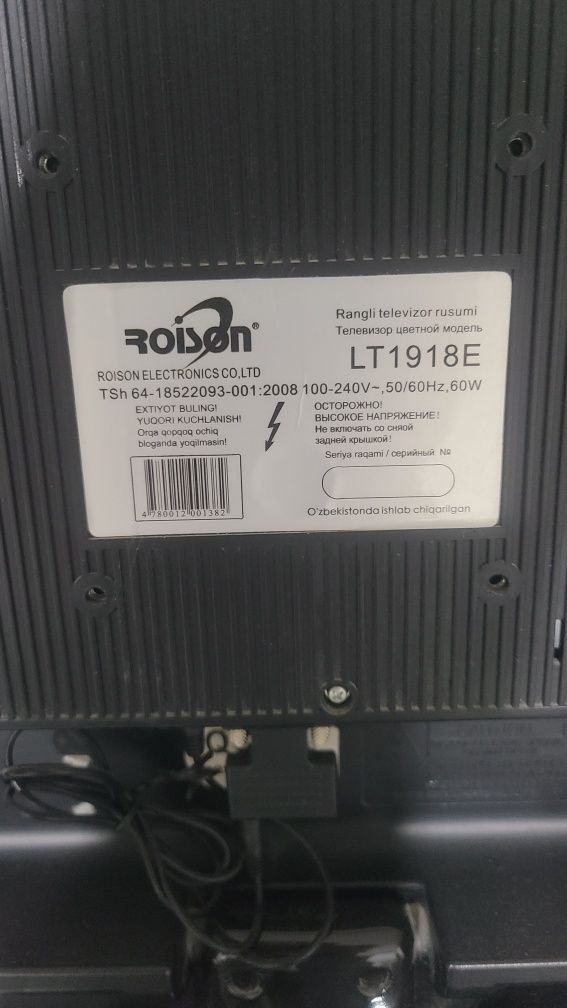 ROISON®
ROISON ELECTRONICS CO,LTD
Rangli televizor rusumi
Телевизор цветной модель
LT1918E
TSh 64-18522093-001:2008 100-240V~,50/60Hz,60W
EXTIYOT BULING!
YUQORI KUCHLANISH!
Orqa qopqoq ochiq
bloganda yoqilmasin!
ОСТОРОЖНО!
ВЫСОКОЕ НАПРЯЖЕНИЕ!
Не включать со сняой
задней крышкой!
Seriya raqami / серийный №
4 780012 001382
O'zbekistonda ishlab chiqarilgan